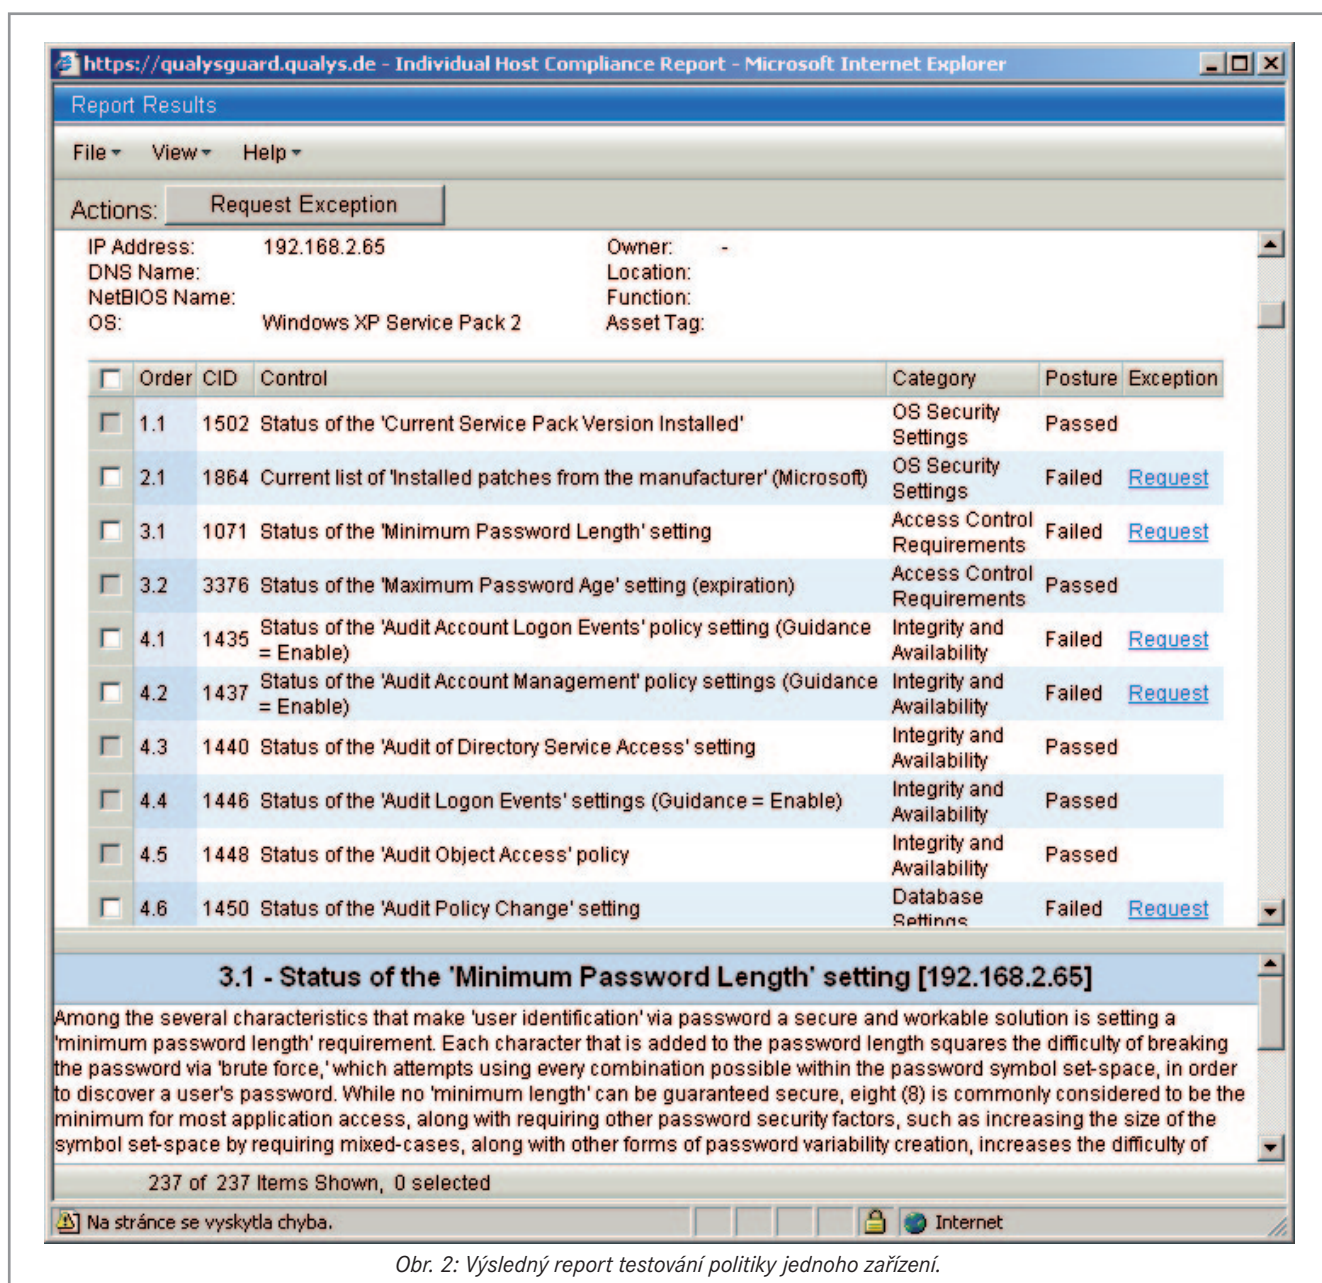 https://qualysguard.qualys.de - Individual Host Compliance Report - Microsoft Internet Explorer
Report Results
File View Help
Actions: Request Exception
IP Address: 192.168.2.65 Owner: -
DNS Name: Location:
NetBIOS Name: Function:
OS: Windows XP Service Pack 2 Asset Tag:
Order CID Control Category Posture Exception
1.1 1502 Status of the 'Current Service Pack Version Installed' OS Security Settings Passed
2.1 1864 Current list of 'Installed patches from the manufacturer' (Microsoft) OS Security Settings Failed Request
3.1 1071 Status of the 'Minimum Password Length' setting Access Control Requirements Failed Request
3.2 3376 Status of the 'Maximum Password Age' setting (expiration) Access Control Requirements Passed
4.1 1435 Status of the 'Audit Account Logon Events' policy setting (Guidance = Enable) Integrity and Availability Failed Request
4.2 1437 Status of the 'Audit Account Management' policy settings (Guidance = Enable) Integrity and Availability Failed Request
4.3 1440 Status of the 'Audit of Directory Service Access' setting Integrity and Availability Passed
4.4 1446 Status of the 'Audit Logon Events' settings (Guidance = Enable) Integrity and Availability Passed
4.5 1448 Status of the 'Audit Object Access' policy Integrity and Availability Passed
4.6 1450 Status of the 'Audit Policy Change' setting Database Settings Failed Request
3.1 - Status of the 'Minimum Password Length' setting [192.168.2.65]
Among the several characteristics that make 'user identification' via password a secure and workable solution is setting a
'minimum password length' requirement. Each character that is added to the password length squares the difficulty of breaking
the password via 'brute force,' which attempts using every combination possible within the password symbol set-space, in order
to discover a user's password. While no 'minimum length' can be guaranteed secure, eight (8) is commonly considered to be the
minimum for most application access, along with requiring other password security factors, such as increasing the size of the
symbol set-space by requiring mixed-cases, along with other forms of password variability creation, increases the difficulty of
237 of 237 Items Shown, 0 selected
Na stránce se vyskytla chyba. Internet
Obr. 2: Výsledný report testování politiky jednoho zařízení.